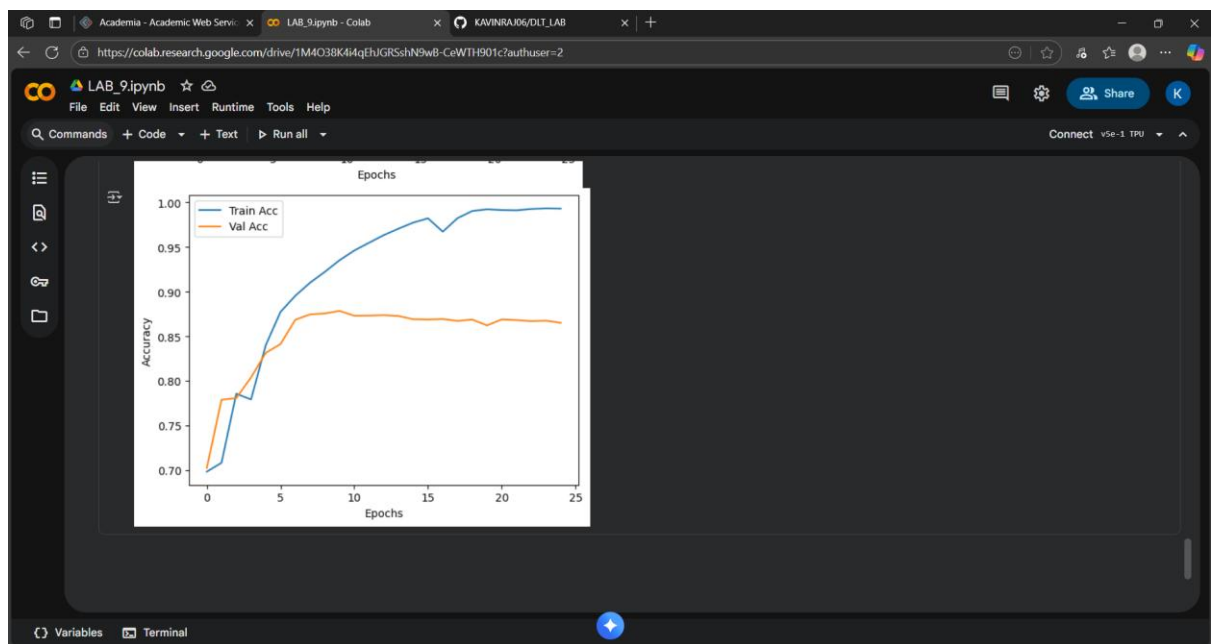 Academia - Academic Web Servic
LAB_9.ipynb - Colab
KAVINRAJ06/DLT_LAB
https://colab.research.google.com/drive/1M4O38K4i4qEhJGRSshN9wB-CeWTH901c?authuser=2
LAB_9.ipynb
Share
K
File Edit View Insert Runtime Tools Help
Commands + Code + Text Run all
Connect v5e-1 TPU
Epochs
Train Acc
Val Acc
1.00
0.95
0.90
0.85
0.80
0.75
0.70
Accuracy
0 5 10 15 20 25
Epochs
Variables Terminal